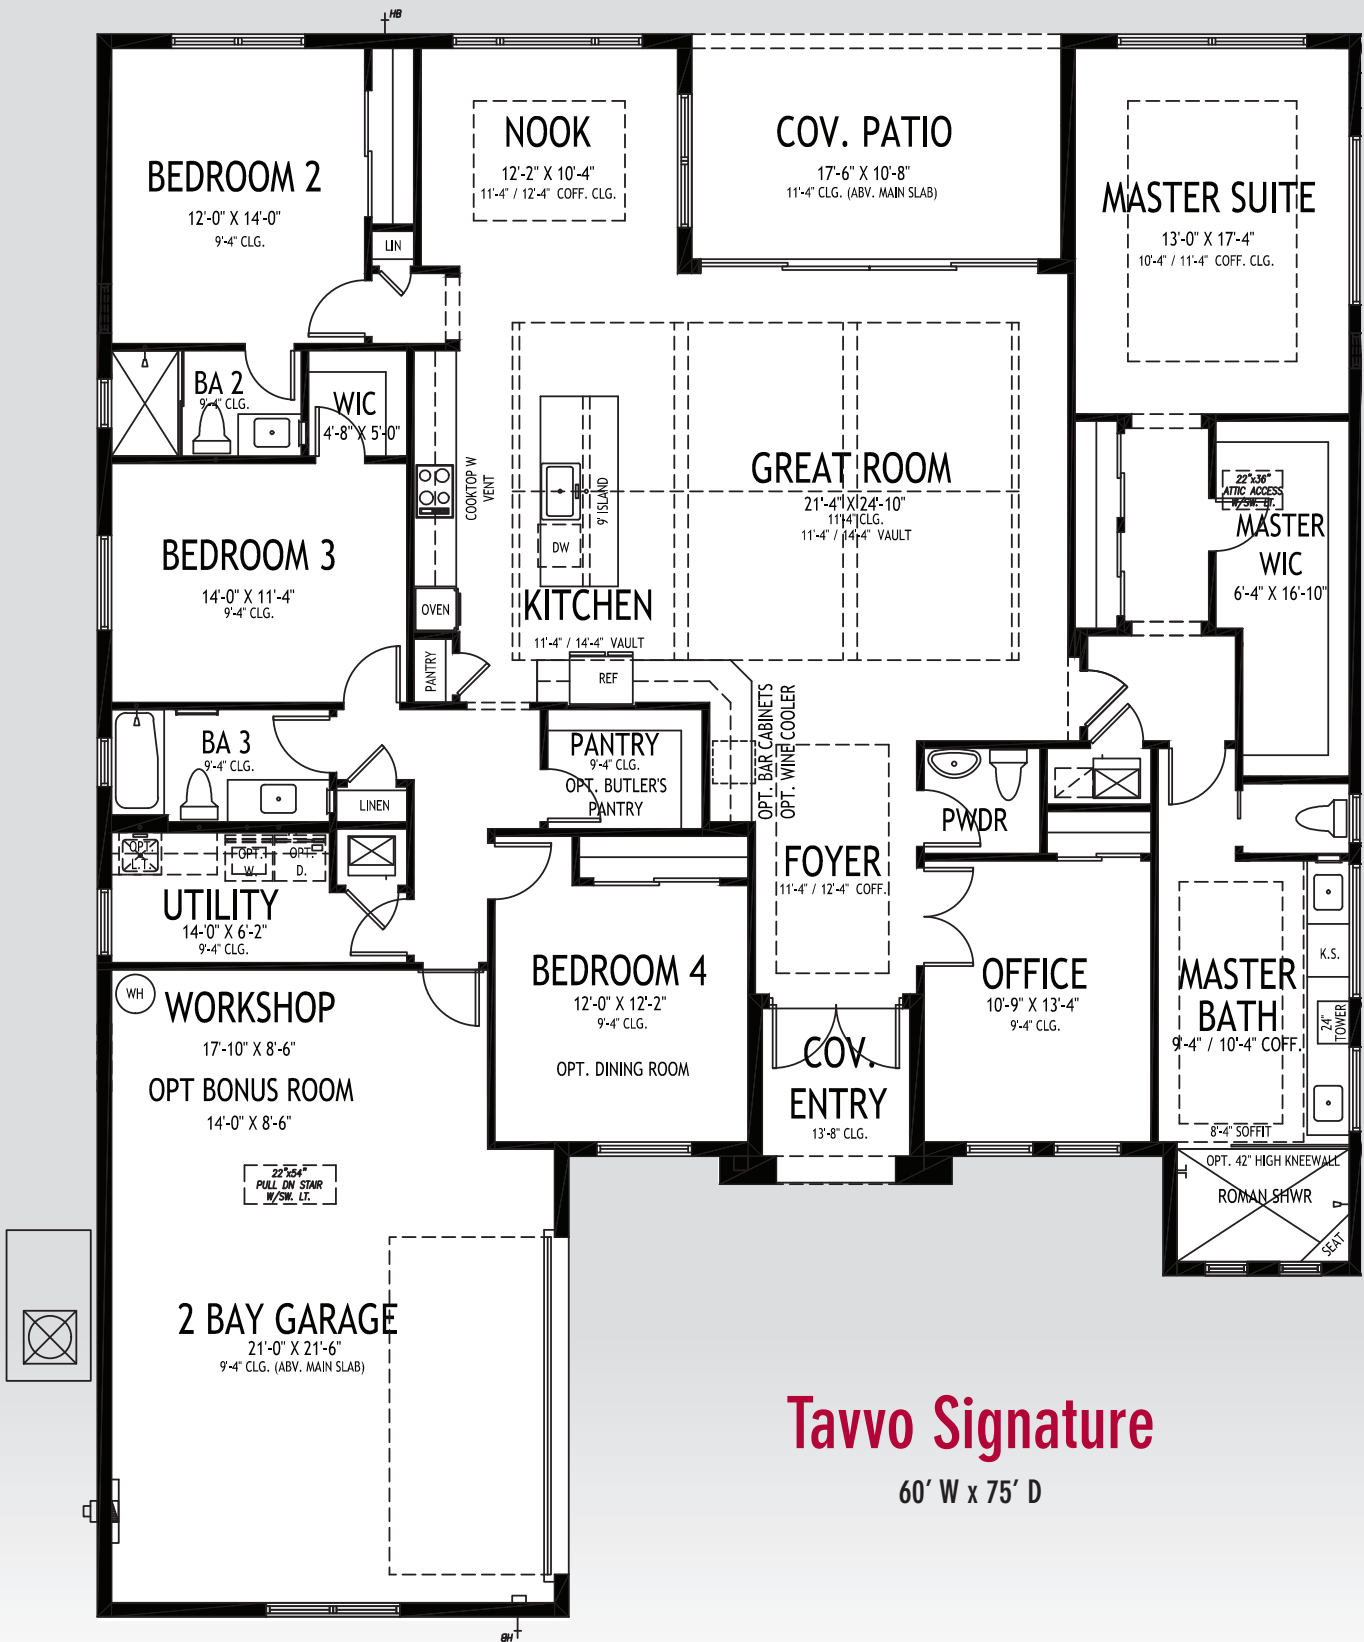 HB
NOOK
12'-2" X 10'-4"
11'-4" / 12'-4" COFF. CLG.
COV. PATIO
17'-6" X 10'-8"
11'-4" CLG. (ABV. MAIN SLAB)
BEDROOM 2
12'-0" X 14'-0"
9'-4" CLG.
MASTER SUITE
13'-0" X 17'-4"
10'-4" / 11'-4" COFF. CLG.
LIN
BA 2
9'-4" CLG.
WIC
4'-8" X 5'-0"
COOKTOP W
VENT
9' ISLAND
DW
GREAT ROOM
21'-4" X 24'-10"
11'-4" CLG.
11'-4" / 14'-4" VAULT
22"x36"
ATTIC ACCESS
W/SW. LT.
MASTER
WIC
6'-4" X 16'-10"
BEDROOM 3
14'-0" X 11'-4"
9'-4" CLG.
OVEN
KITCHEN
11'-4" / 14'-4" VAULT
PANTRY
REF
OPT. BAR CABINETS
OPT. WINE COOLER
BA 3
9'-4" CLG.
PANTRY
9'-4" CLG.
OPT. BUTLER'S
PANTRY
LINEN
PWDR
FOYER
11'-4" / 12'-4" COFF.
OPT.
L.T.
OPT.
W.
OPT.
D.
UTILITY
14-'0" X 6'-2"
9'-4" CLG.
BEDROOM 4
12'-0" X 12'-2"
9'-4" CLG.
OPT. DINING ROOM
OFFICE
10'-9" X 13'-4"
9'-4" CLG.
K.S.
MASTER
BATH
9'-4" / 10'-4" COFF.
24"
TOWER
8'-4" SOFFIT
WH
WORKSHOP
17'-10" X 8'-6"
OPT BONUS ROOM
14'-0" X 8'-6"
COV.
ENTRY
13'-8" CLG.
OPT. 42" HIGH KNEEWALL
ROMAN SHWR
SEAT
22"x54"
PULL DN STAIR
W/SW. LT.
2 BAY GARAGE
21'-0" X 21'-6"
9'-4" CLG. (ABV. MAIN SLAB)
Tavvo Signature
60' W x 75' D
HB